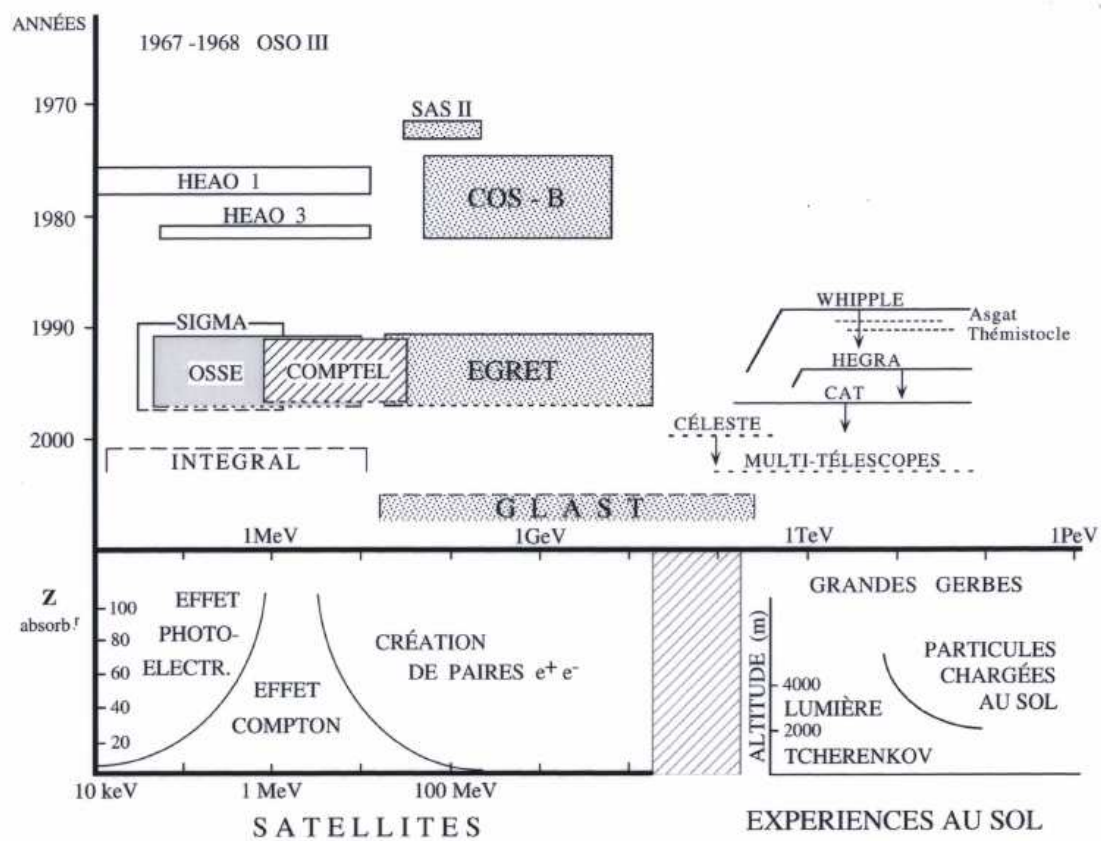 ANNÉES
1967 -1968 OSO III
1970
SAS II
HEAO 1
COS - B
HEAO 3
1980
WHIPPLE
Asgat
Thémistocle
1990
SIGMA
OSSE
COMPTEL
EGRET
HEGRA
CAT
CÉLESTE
2000
INTEGRAL
MULTI-TÉLESCOPES
GLAST
1MeV
1GeV
1TeV
1PeV
Z
absorb.r
100
80
60
40
20
EFFET
PHOTO-
ELECTR.
EFFET
COMPTON
CRÉATION
DE PAIRES e+ e-
GRANDES GERBES
ALTITUDE (m)
4000
2000
LUMIÈRE
TCHERENKOV
PARTICULES
CHARGÉES
AU SOL
10 keV
1 MeV
100 MeV
SATELLITES
EXPERIENCES AU SOL